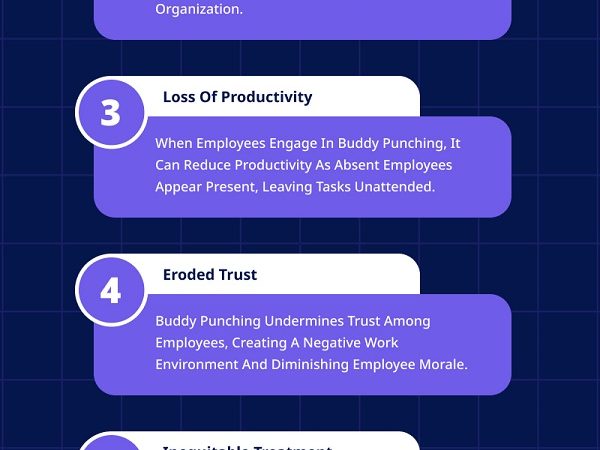 Organization.
3
Loss Of Productivity
When Employees Engage In Buddy Punching, It
Can Reduce Productivity As Absent Employees
Appear Present, Leaving Tasks Unattended.
4
Eroded Trust
Buddy Punching Undermines Trust Among
Employees, Creating A Negative Work
Environment And Diminishing Employee Morale.
Inequitable Treatment